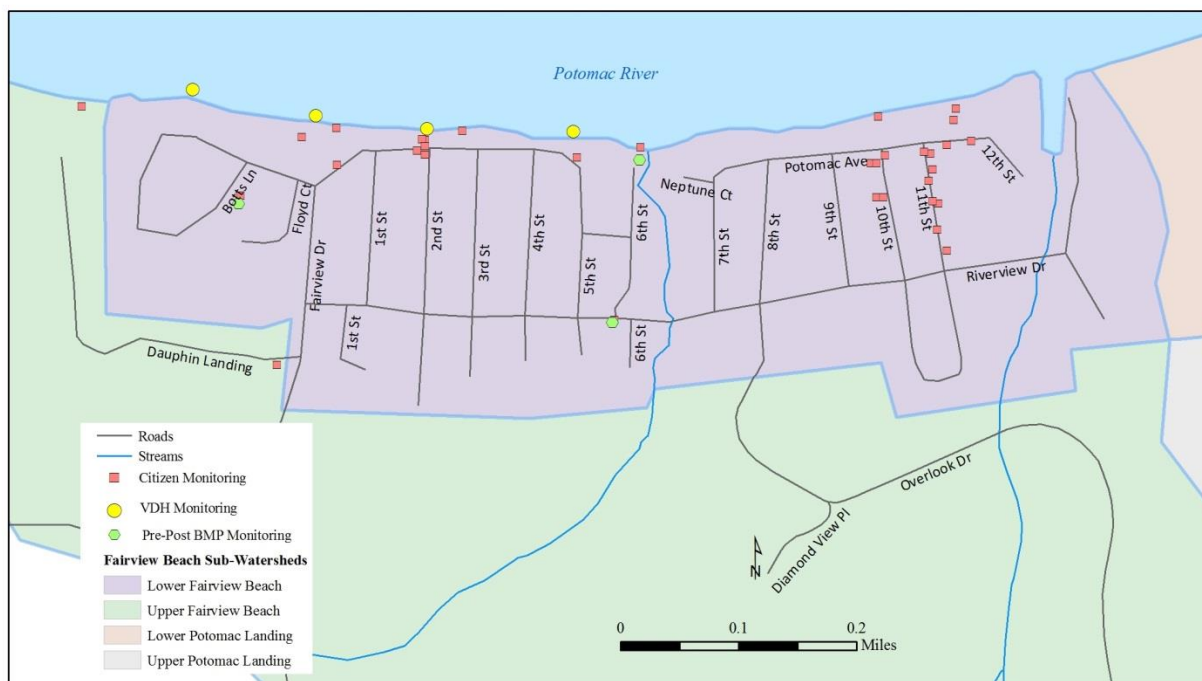 Potomac River
Potomac Ave
12th St
Neptune Ct
Botts Ln
Floyd Ct
Fairview Dr
1st St
2nd St
3rd St
4th St
5th St
6th St
7th St
8th St
9th St
10th St
11th St
Riverview Dr
1st St
6th St
Dauphin Landing
Overlook Dr
Diamond View Pl
N
Roads
Streams
Citizen Monitoring
VDH Monitoring
Pre-Post BMP Monitoring
Fairview Beach Sub-Watersheds
Lower Fairview Beach
Upper Fairview Beach
Lower Potomac Landing
Upper Potomac Landing
0 0.1 0.2
Miles